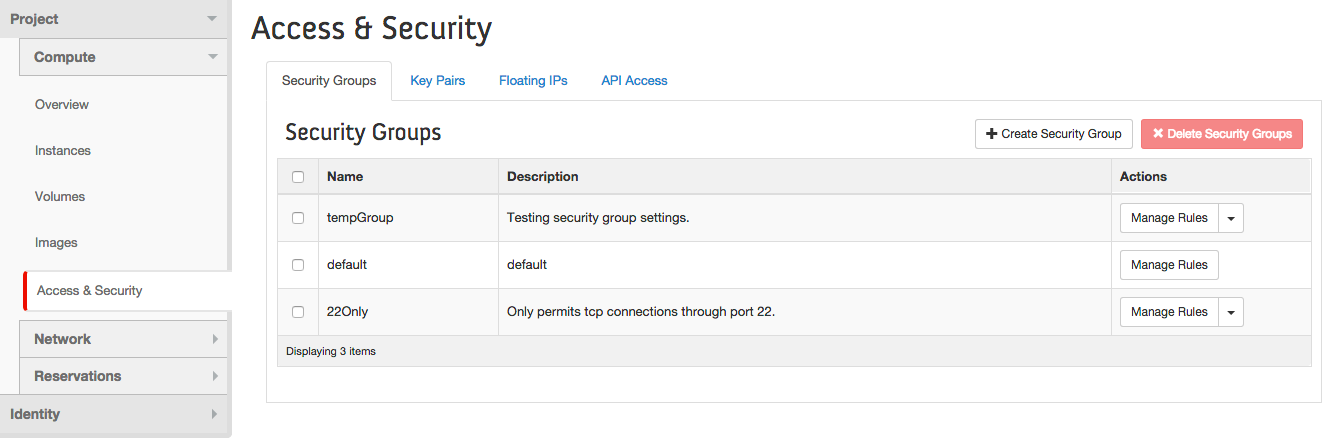 Project
Compute
Overview
Instances
Volumes
Images
Access & Security
Network
Reservations
Identity
Access & Security
Security Groups Key Pairs Floating IPs API Access
Security Groups
Create Security Group Delete Security Groups
Name Description Actions
tempGroup Testing security group settings. Manage Rules
default default Manage Rules
22Only Only permits tcp connections through port 22. Manage Rules
Displaying 3 items